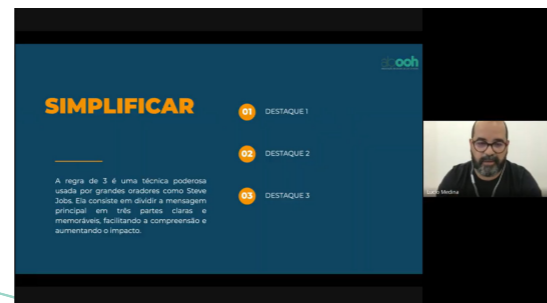 ooh
SIMPLIFICAR
01 DESTAQUE 1
02 DESTAQUE 2
03 DESTAQUE 3
A regra de 3 é uma técnica poderosa
usada por grandes oradores como Steve
Jobs. Ela consiste em dividir a mensagem
principal em três partes claras e
memoráveis, facilitando a compreensão e
aumentando o impacto.
Medina